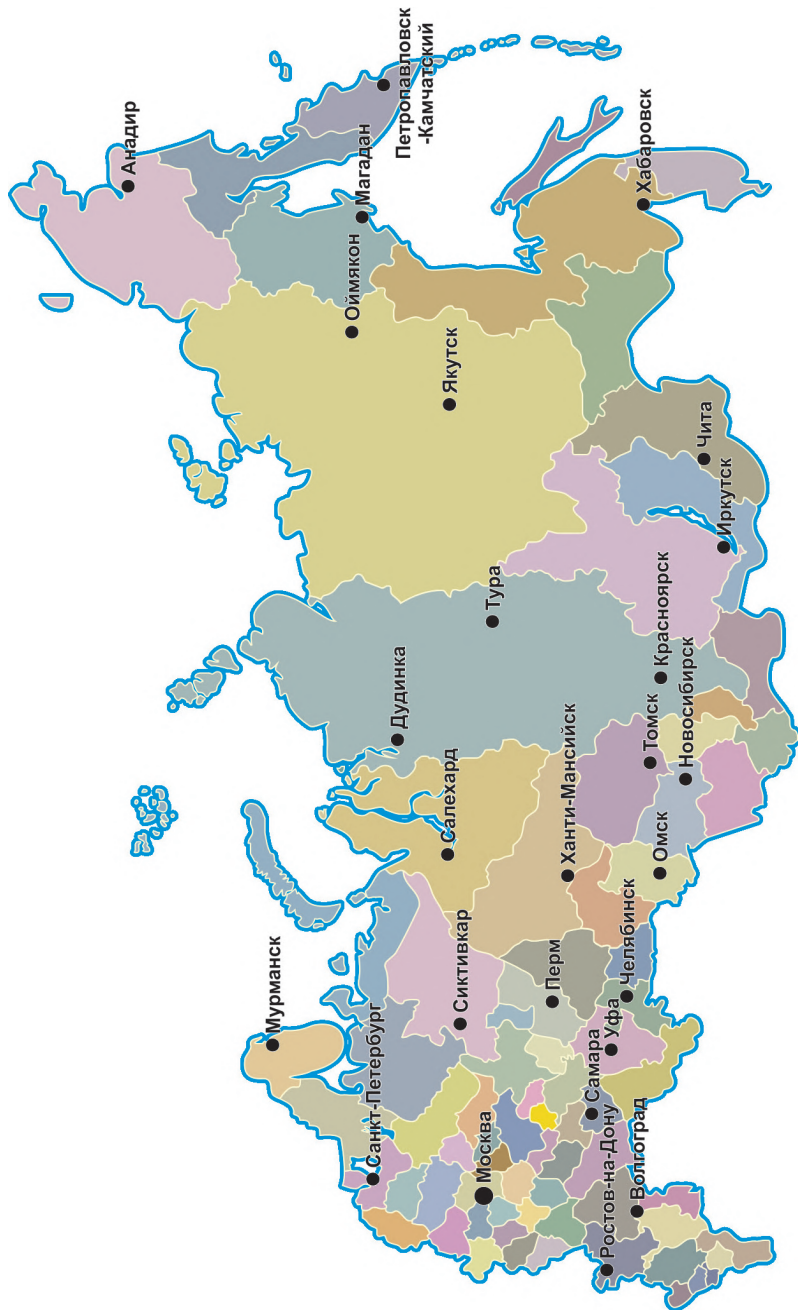 Анадир
Петропавловск
-Камчатский
Магадан
Оймякон
Хабаровск
Якутск
Чита
Иркутск
Тура
Красноярск
Дудинка
Томск
Новосибирск
Салехард
Ханти-Мансийск
Омск
Мурманск
Сиктивкар
Перм
Челябинск
Уфа
Санкт-Петербург
Самара
Москва
Волгоград
Ростов-на-Дону